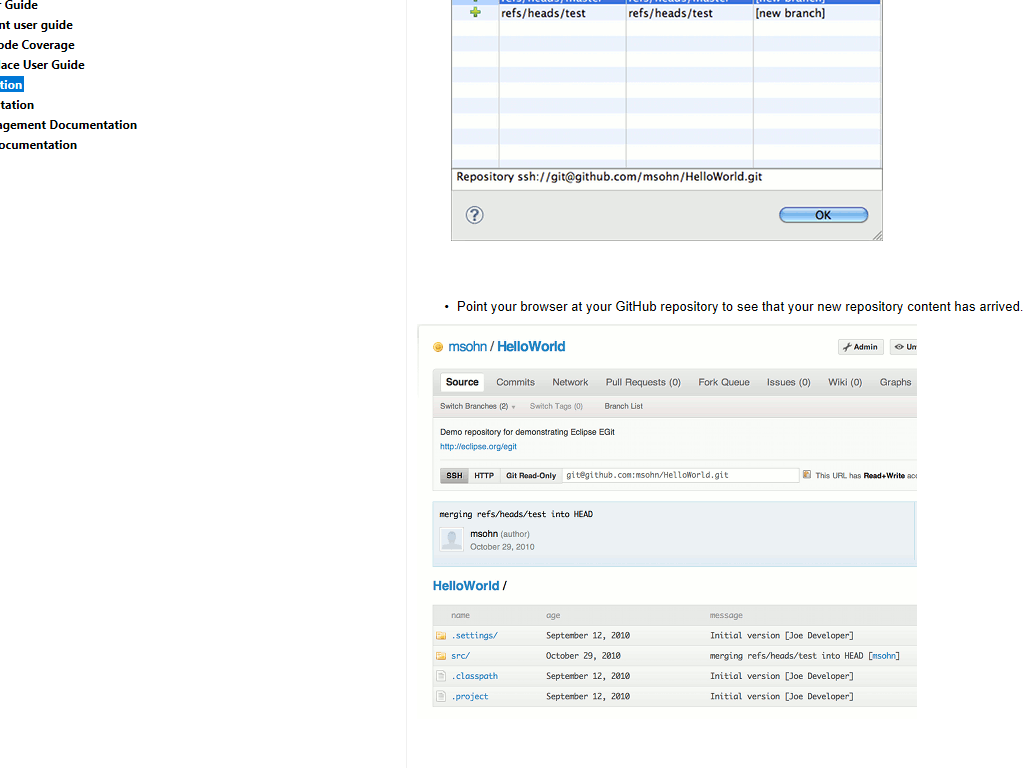 Guide
nt user guide
ode Coverage
ace User Guide
tion
tation
gement Documentation
ocumentation
refs/heads/master refs/heads/master [new branch]
refs/heads/test refs/heads/test [new branch]
Repository ssh://git@github.com/msohn/HelloWorld.git
? OK
• Point your browser at your GitHub repository to see that your new repository content has arrived.
msohn / HelloWorld Admin Un
Source Commits Network Pull Requests (0) Fork Queue Issues (0) Wiki (0) Graphs
Switch Branches (2) Switch Tags (0) Branch List
Demo repository for demonstrating Eclipse EGit
http://eclipse.org/egit
SSH HTTP Git Read-Only git@github.com:msohn/HelloWorld.git This URL has Read+Write acc
merging refs/heads/test into HEAD
msohn (author)
October 29, 2010
HelloWorld /
name age message
.settings/ September 12, 2010 Initial version [Joe Developer]
src/ October 29, 2010 merging refs/heads/test into HEAD [msohn]
.classpath September 12, 2010 Initial version [Joe Developer]
.project September 12, 2010 Initial version [Joe Developer]